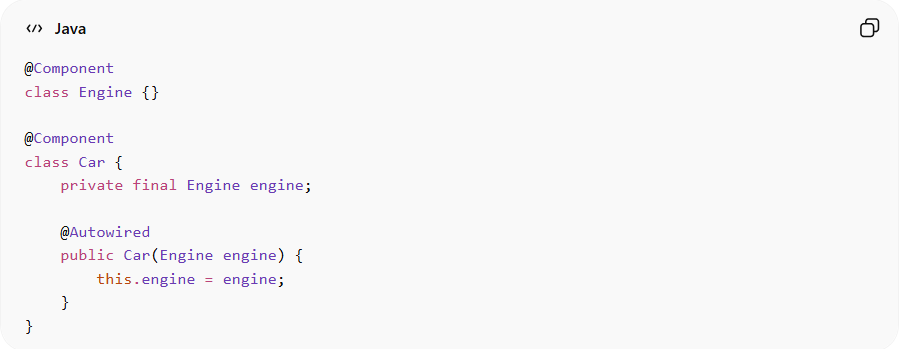 </> Java
@Component
class Engine {}
@Component
class Car {
    private final Engine engine;
    @Autowired
    public Car(Engine engine) {
        this.engine = engine;
    }
}